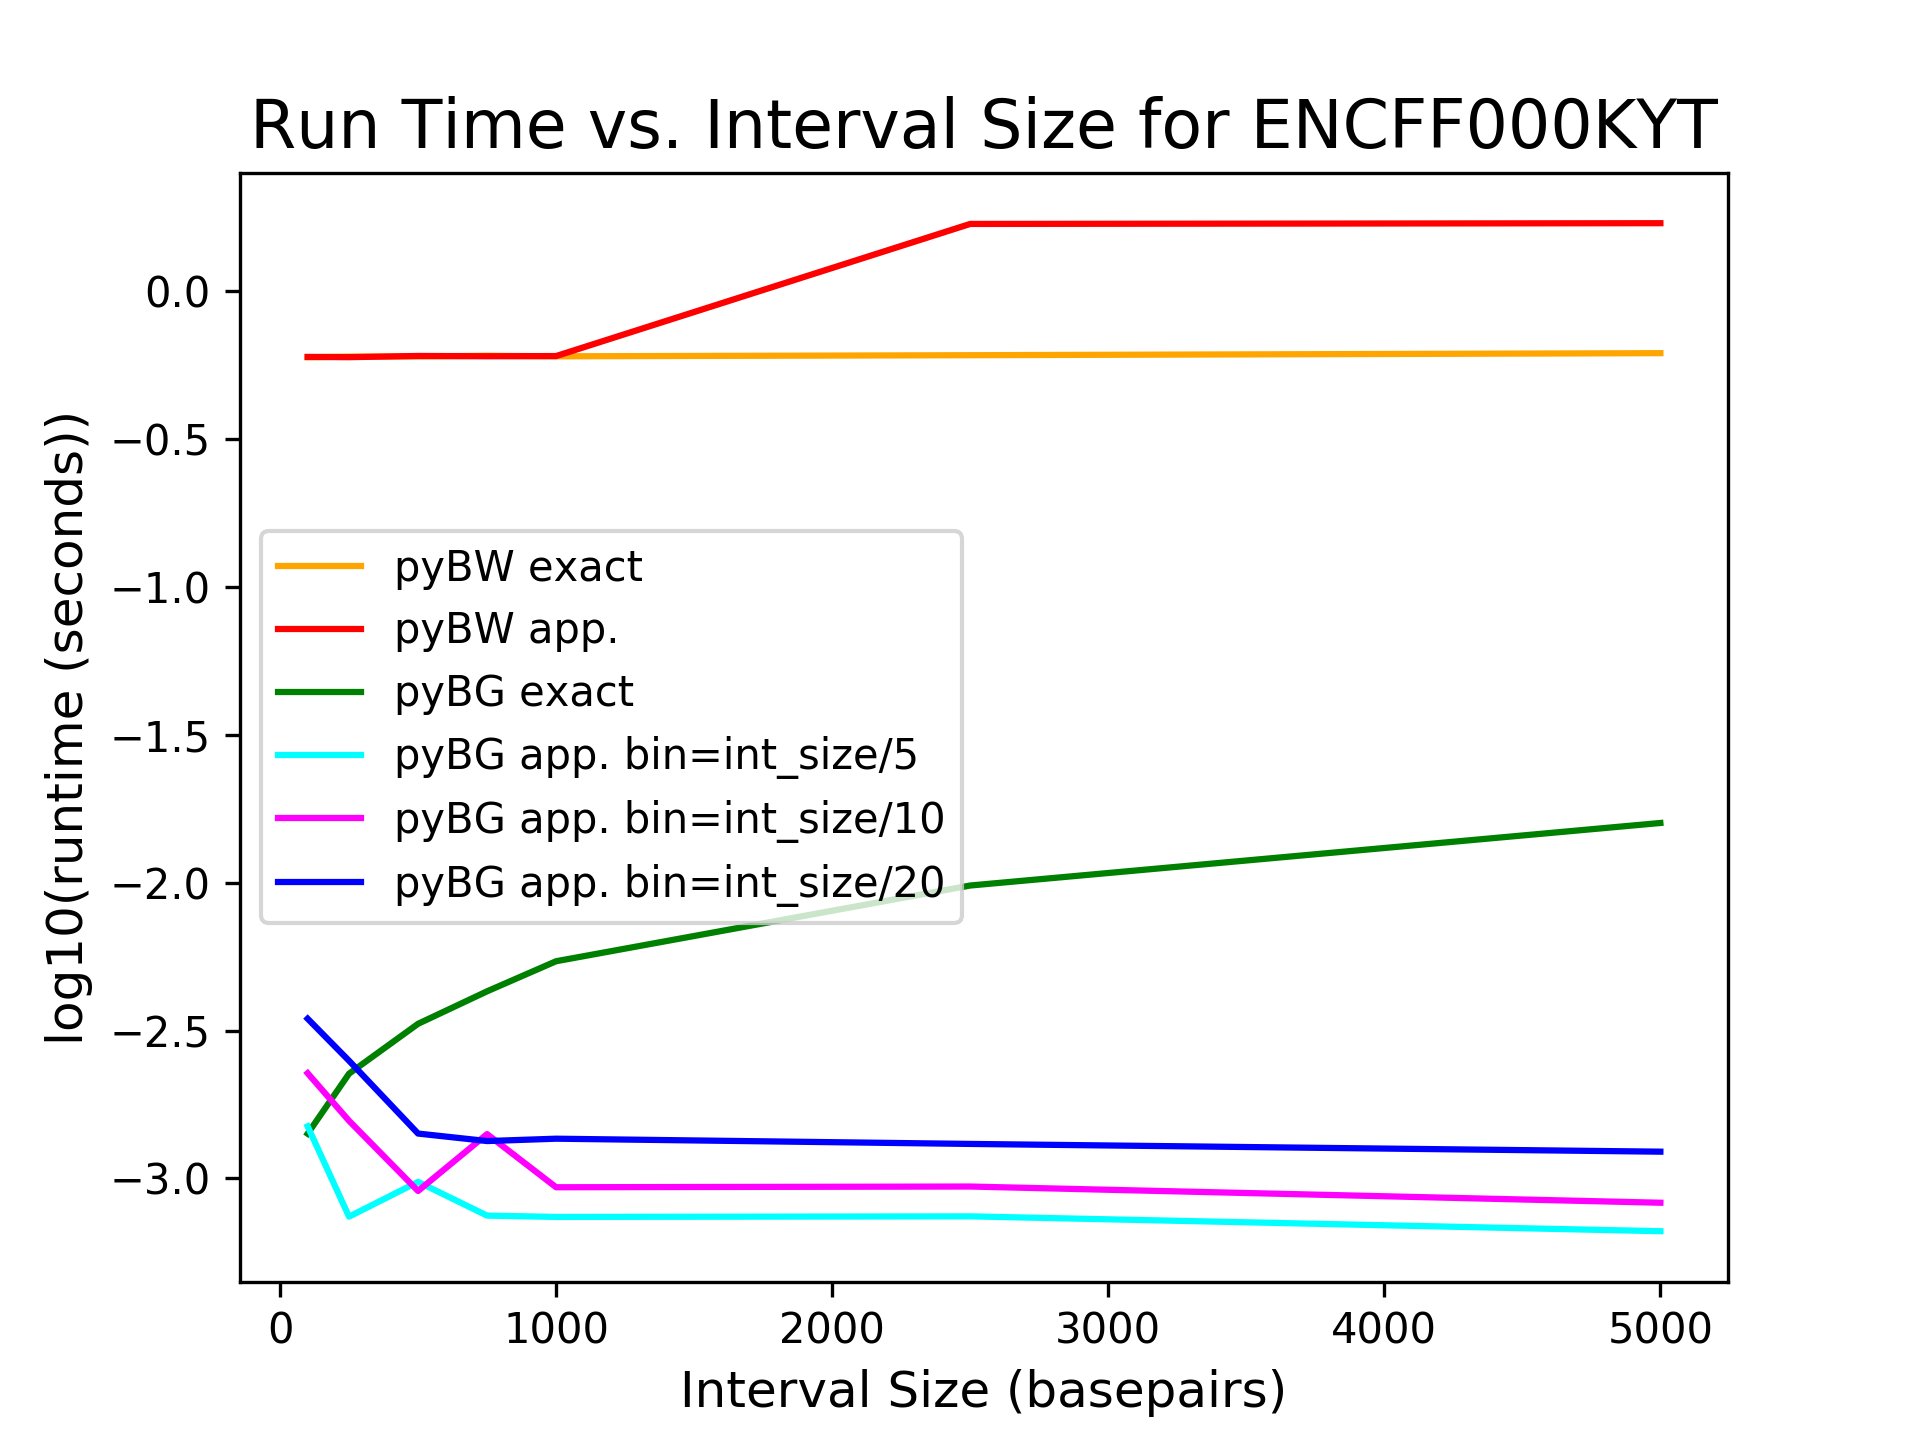 Run Time vs. Interval Size for ENCFF000KYT
log10(runtime (seconds))
0.0
−0.5
−1.0
−1.5
−2.0
−2.5
−3.0
pyBW exact
pyBW app.
pyBG exact
pyBG app. bin=int_size/5
pyBG app. bin=int_size/10
pyBG app. bin=int_size/20
0 1000 2000 3000 4000 5000
Interval Size (basepairs)